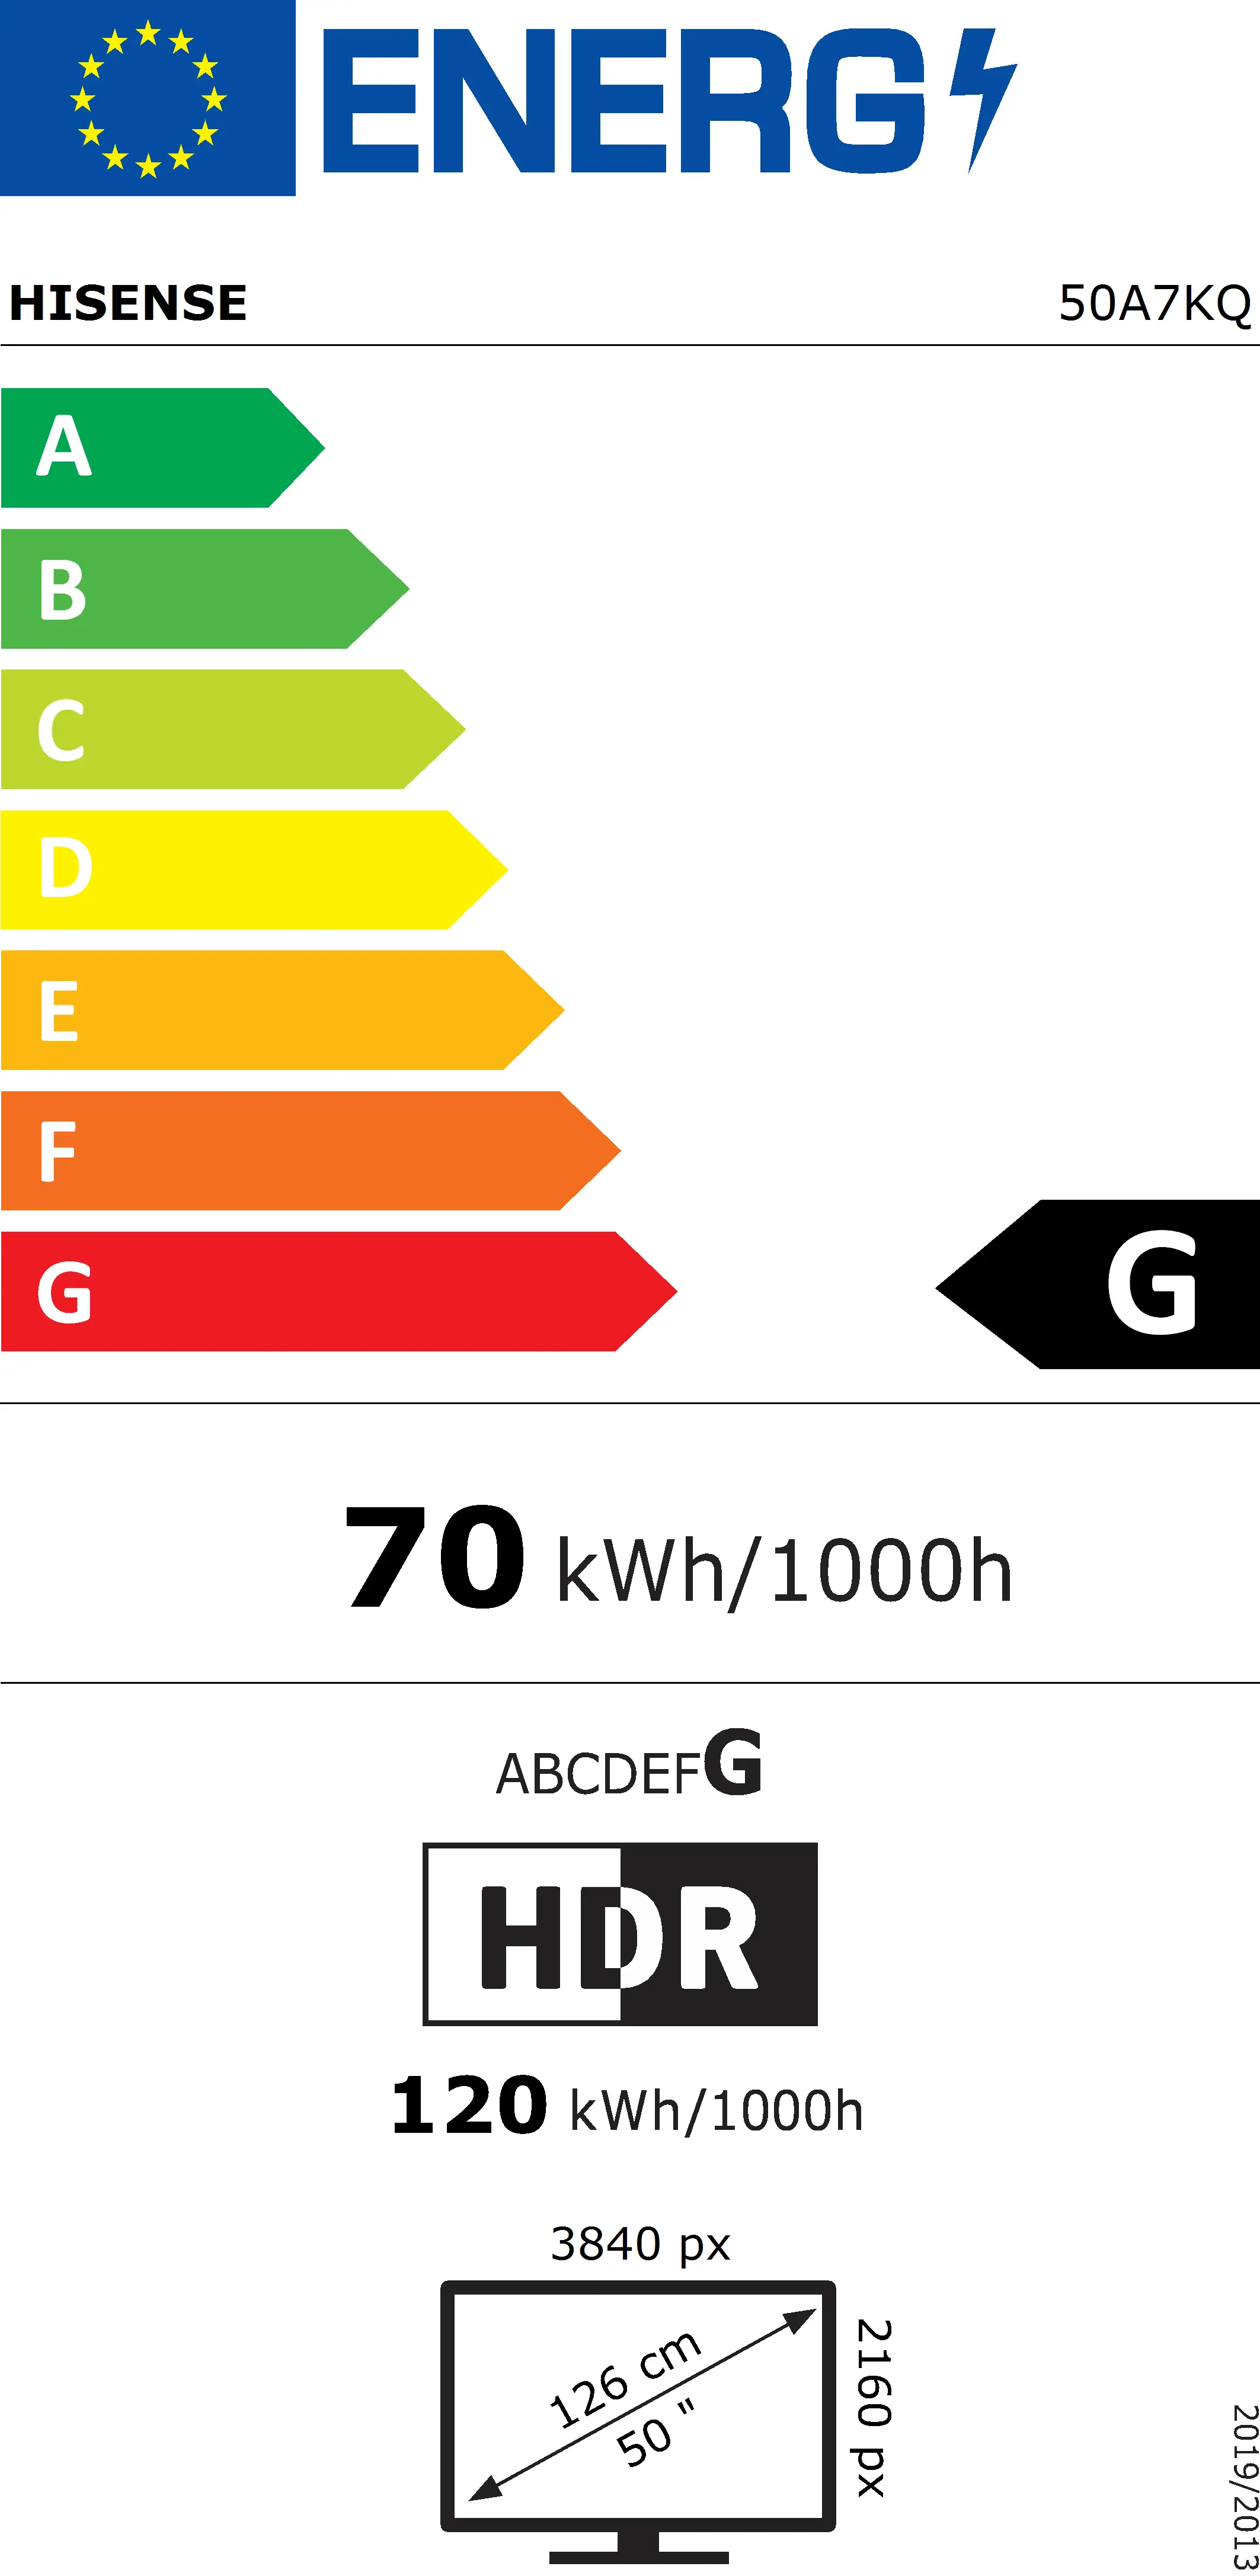 ENERG
HISENSE 50A7KQ
A
B
C
D
E
F
G
G
70 kWh/1000h
ABCDEFG
HDR
120 kWh/1000h
3840 px
126 cm
50 "
2160 px
2019/2013